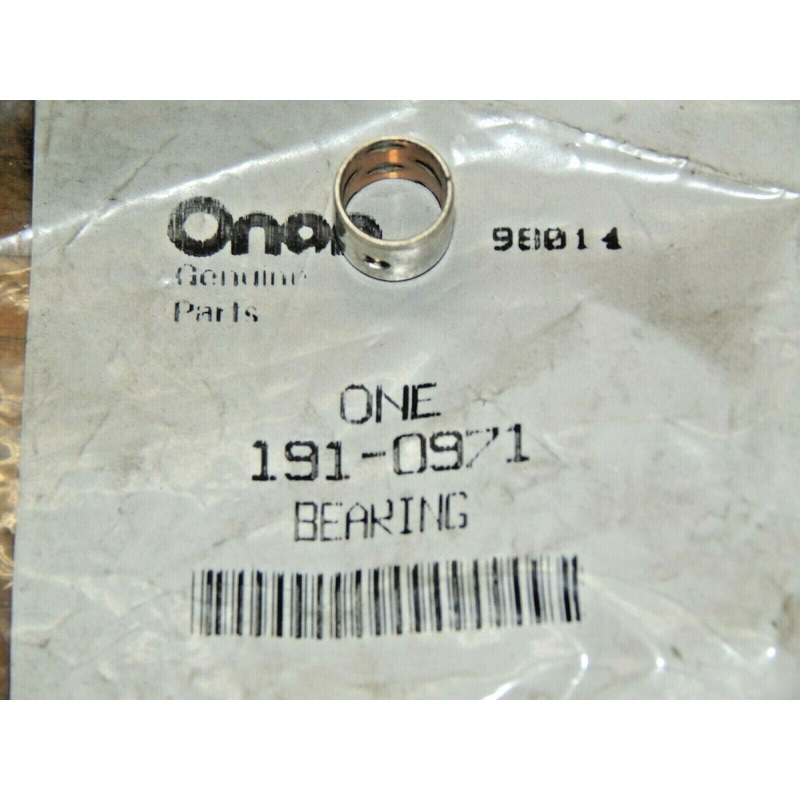 Onan 98014
Genuine
Parts
ONE
191-0971
BEARING